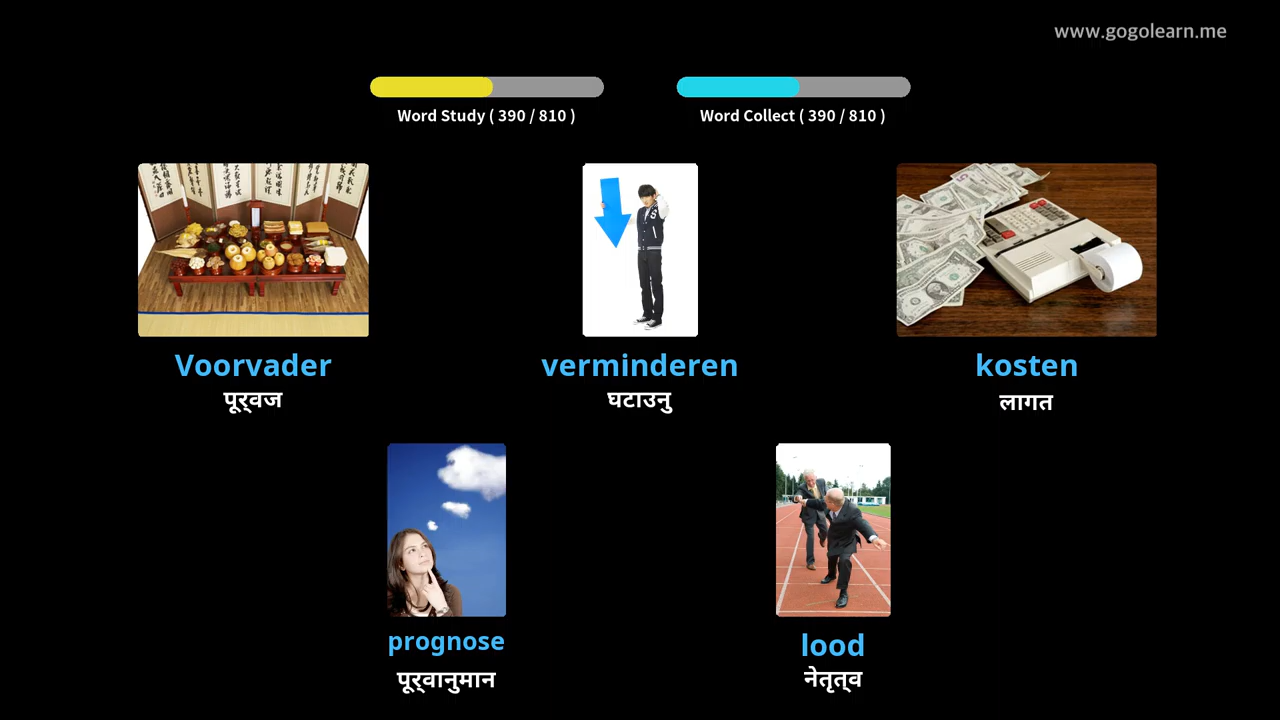 www.gogolearn.me
Word Study ( 390 / 810 )
Word Collect ( 390 / 810 )
Voorvader
पूर्वज
verminderen
घटाउनु
kosten
लागत
prognose
पूर्वानुमान
lood
नेतृत्व